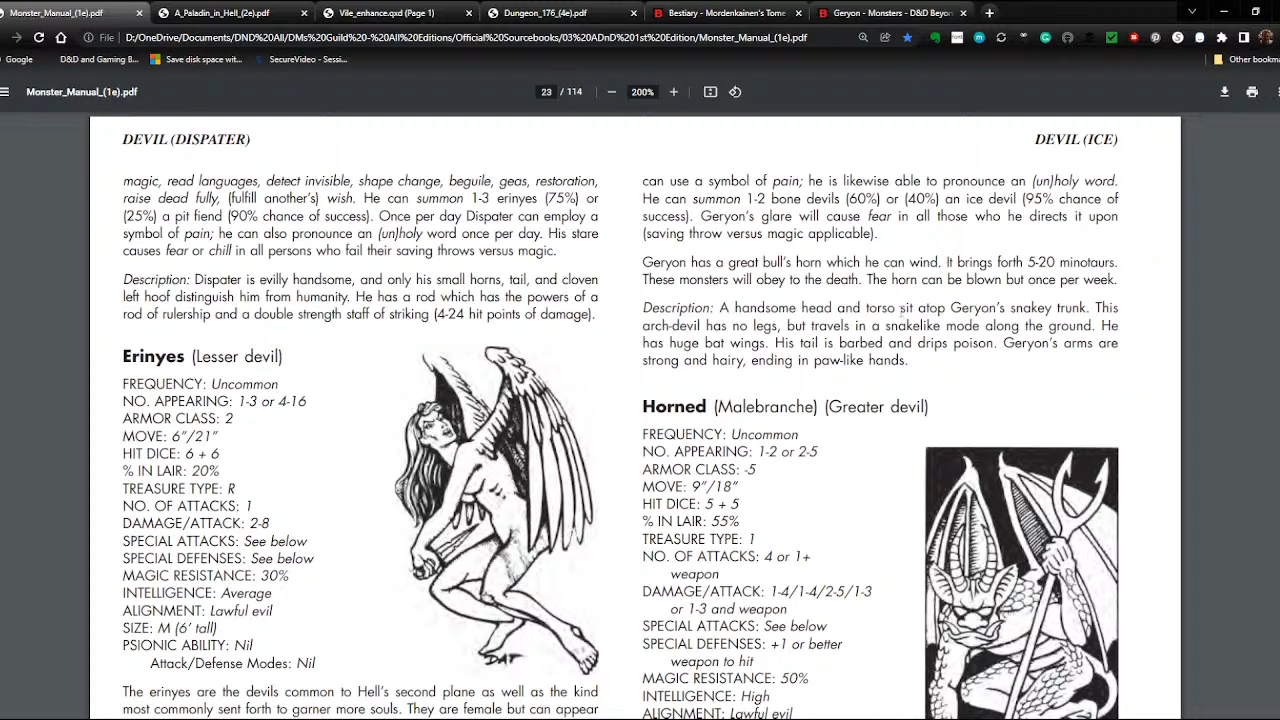 Monster_Manual_(1e).pdf
A_Paladin_in_Hell_(2e).pdf
Vile_enhance.qxd (Page 1)
Dungeon_176_(4e).pdf
Bestiary - Mordenkainen's Tome
Geryon - Monsters - D&D Beyon
File
D:/OneDrive/Documents/DND%20All/DMs%20Guild%20-%20All%20Editions/Official%20Sourcebooks/03%20ADnD%201st%20Edition/Monster_Manual_(1e).pdf
Google
D&D and Gaming B...
Save disk space wit...
SecureVideo - Sessi...
Other bookma
Monster_Manual_(1e).pdf
23 / 114
200%
DEVIL (DISPATER)
magic, read languages, detect invisible, shape change, beguile, geas, restoration,
raise dead fully, (fulfill another's) wish. He can summon 1-3 erinyes (75%) or
(25%) a pit fiend (90% chance of success). Once per day Dispater can employ a
symbol of pain; he can also pronounce an (un)holy word once per day. His stare
causes fear or chill in all persons who fail their saving throws versus magic.
Description: Dispater is evilly handsome, and only his small horns, tail, and cloven
left hoof distinguish him from humanity. He has a rod which has the powers of a
rod of rulership and a double strength staff of striking (4-24 hit points of damage).
Erinyes (Lesser devil)
FREQUENCY: Uncommon
NO. APPEARING: 1-3 or 4-16
ARMOR CLASS: 2
MOVE: 6"/21"
HIT DICE: 6 + 6
% IN LAIR: 20%
TREASURE TYPE: R
NO. OF ATTACKS: 1
DAMAGE/ATTACK: 2-8
SPECIAL ATTACKS: See below
SPECIAL DEFENSES: See below
MAGIC RESISTANCE: 30%
INTELLIGENCE: Average
ALIGNMENT: Lawful evil
SIZE: M (6' tall)
PSIONIC ABILITY: Nil
Attack/Defense Modes: Nil
DAT
The erinyes are the devils common to Hell's second plane as well as the kind
most commonly sent forth to garner more souls. They are female but can appear
DEVIL (ICE)
can use a symbol of pain; he is likewise able to pronounce an (un)holy word.
He can summon 1-2 bone devils (60%) or (40%) an ice devil (95% chance of
success). Geryon's glare will cause fear in all those who he directs it upon
(saving throw versus magic applicable).
Geryon has a great bull's horn which he can wind. It brings forth 5-20 minotaurs.
These monsters will obey to the death. The horn can be blown but once per week.
Description: A handsome head and torso sit atop Geryon's snakey trunk. This
arch-devil has no legs, but travels in a snakelike mode along the ground. He
has huge bat wings. His tail is barbed and drips poison. Geryon's arms are
strong and hairy, ending in paw-like hands.
Horned (Malebranche) (Greater devil)
FREQUENCY: Uncommon
NO. APPEARING: 1-2 or 2-5
ARMOR CLASS: -5
MOVE: 9"/18"
HIT DICE: 5 + 5
% IN LAIR: 55%
TREASURE TYPE: 1
NO. OF ATTACKS: 4 or 1+
weapon
DAMAGE/ATTACK: 1-4/1-4/2-5/1-3
or 1-3 and weapon
SPECIAL ATTACKS: See below
SPECIAL DEFENSES: +1 or better
weapon to hit
MAGIC RESISTANCE: 50%
INTELLIGENCE: High
ALIGNMENT: Lawful evil